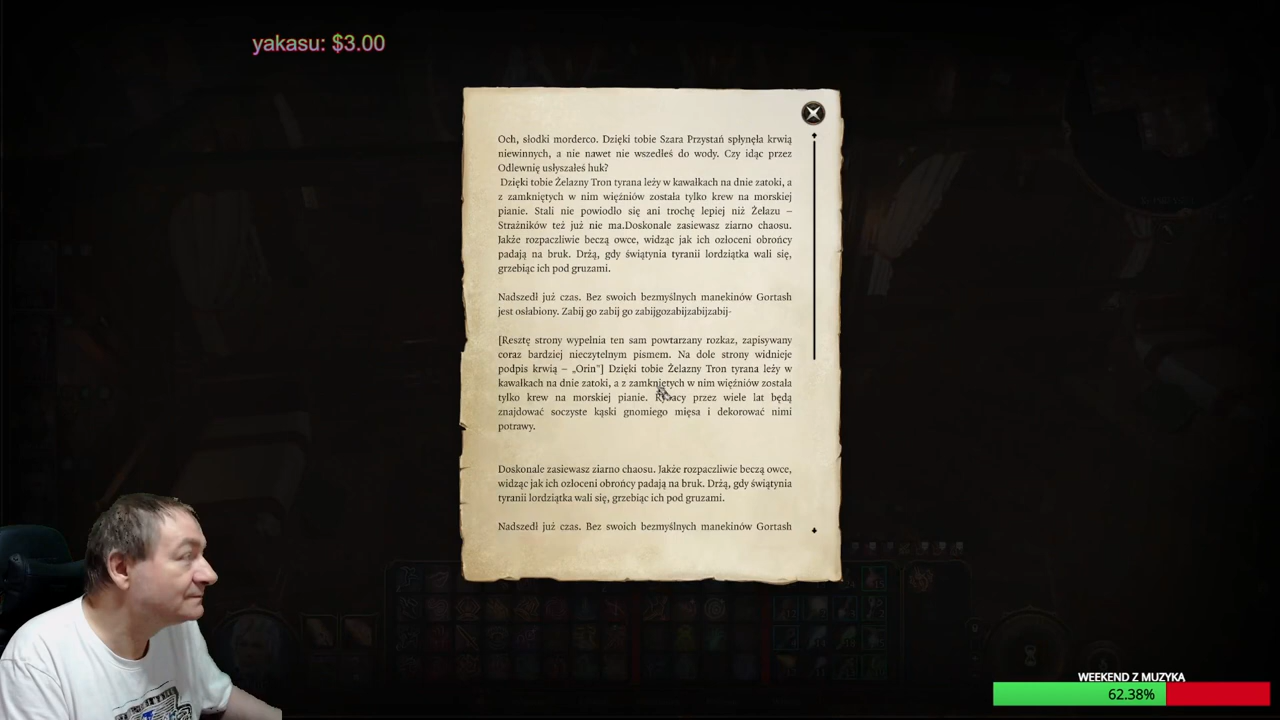 yakasu: $3.00
Och, słodki morderco. Dzięki tobie Szara Przystań spłynęła krwią
niewinnych, a nie nawet nie wszedłeś do wody. Czy idąc przez
Odlewnię usłyszałeś huk?
Dzięki tobie Żelazny Tron tyrana leży w kawałkach na dnie zatoki, a
z zamkniętych w nim więźniów została tylko krew na morskiej
pianie. Stali nie powiodło się ani trochę lepiej niż Żelazu –
Strażników też już nie ma.Doskonale zasiewasz ziarno chaosu.
Jakże rozpaczliwie beczą owce, widząc jak ich ozłoceni obrońcy
padają na bruk. Drżą, gdy świątynia tyranii lordziątka wali się,
grzebiąc ich pod gruzami.
Nadszedł już czas. Bez swoich bezmyślnych manekinów Gortash
jest osłabiony. Zabij go zabij go zabijgozabijzabijzabij-
[Resztę strony wypełnia ten sam powtarzany rozkaz, zapisywany
coraz bardziej nieczytelnym pismem. Na dole strony widnieje
podpis krwią – „Orin”] Dzięki tobie Żelazny Tron tyrana leży w
kawałkach na dnie zatoki, a z zamkniętych w nim więźniów została
tylko krew na morskiej pianie. Rybacy przez wiele lat będą
znajdować soczyste kąski gnomiego mięsa i dekorować nimi
potrawy.
Doskonale zasiewasz ziarno chaosu. Jakże rozpaczliwie beczą owce,
widząc jak ich ozłoceni obrońcy padają na bruk. Drżą, gdy świątynia
tyranii lordziątka wali się, grzebiąc ich pod gruzami.
Nadszedł już czas. Bez swoich bezmyślnych manekinów Gortash
WEEKEND Z MUZYKĄ
62.38%